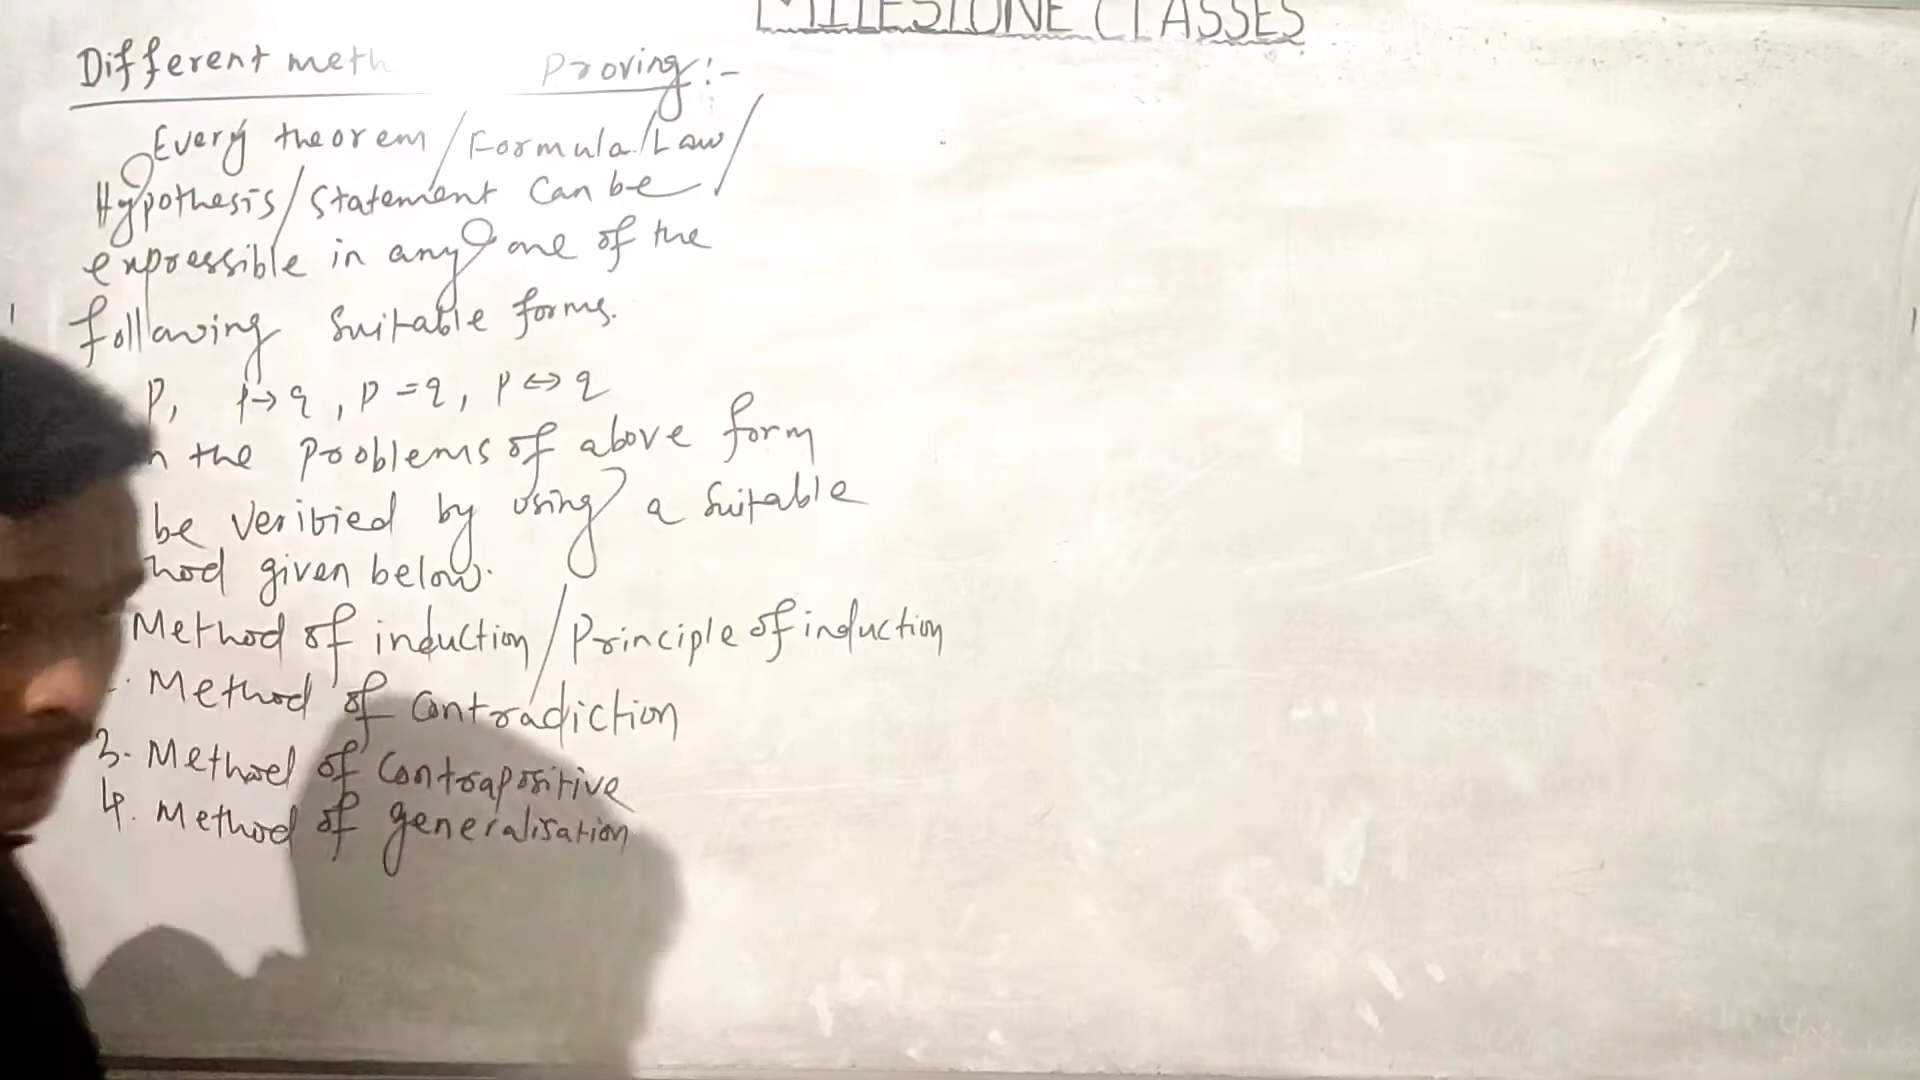 MILESTONE CLASSES
Different meth Proving:-
Every theorem/Formula/Law/
Hypothesis/Statement Can be
expressible in any one of the
following Suitable forms.
P, p→q, p=q, p⇔q
the Problems of above form
be Veribied by using a Suitable
hod given below.
Method of induction/Principle of induction
Method of Contradiction
3. Method of Contrapositive
4. Method of generalisation